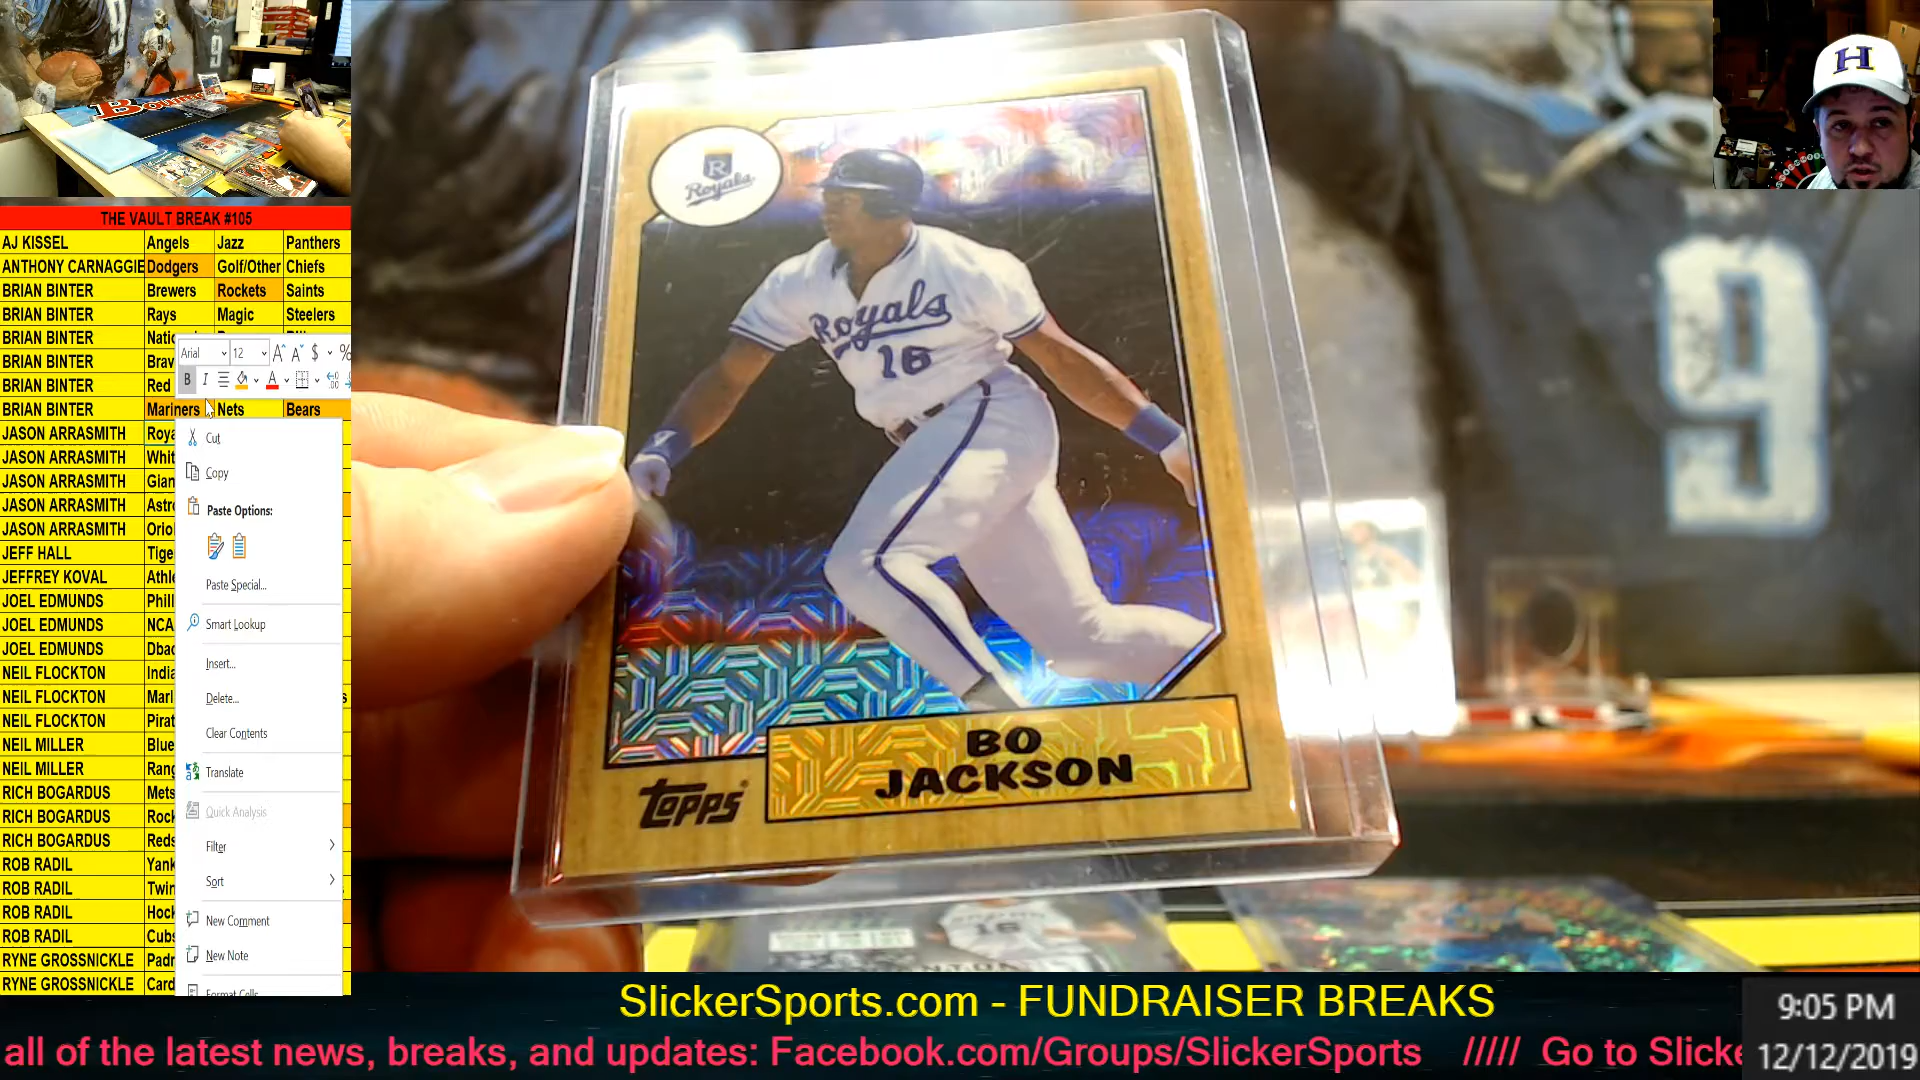 THE VAULT BREAK #105
AJ KISSEL Angels Jazz Panthers
ANTHONY CARNAGGIE Dodgers Golf/Other Chiefs
BRIAN BINTER Brewers Rockets Saints
BRIAN BINTER Rays Magic Steelers
BRIAN BINTER
BRIAN BINTER Brav
BRIAN BINTER Red
BRIAN BINTER Mariners Nets Bears
JASON ARRASMITH Roya
JASON ARRASMITH Whit
JASON ARRASMITH Gian
JASON ARRASMITH Astr
JASON ARRASMITH Orio
JEFF HALL Tige
JEFFREY KOVAL Athl
JOEL EDMUNDS Phil
JOEL EDMUNDS NCA
JOEL EDMUNDS Dbac
NEIL FLOCKTON India
NEIL FLOCKTON Marl
NEIL FLOCKTON Pirat
NEIL MILLER Blue
NEIL MILLER Rang
RICH BOGARDUS Mets
RICH BOGARDUS Rock
RICH BOGARDUS Reds
ROB RADIL Yank
ROB RADIL Twin
ROB RADIL Hock
ROB RADIL Cubs
RYNE GROSSNICKLE Padr
RYNE GROSSNICKLE Card
Arial 12 A A $ %
B I A
Cut
Copy
Paste Options:
Paste Special...
Smart Lookup
Insert...
Delete...
Clear Contents
Translate
Quick Analysis
Filter
Sort
New Comment
New Note
Format Cells
R
Royals
Royals
16
BO
JACKSON
Topps
9
H
SlickerSports.com - FUNDRAISER BREAKS
all of the latest news, breaks, and updates: Facebook.com/Groups/SlickerSports ///// Go to Slicke
9:05 PM
12/12/2019